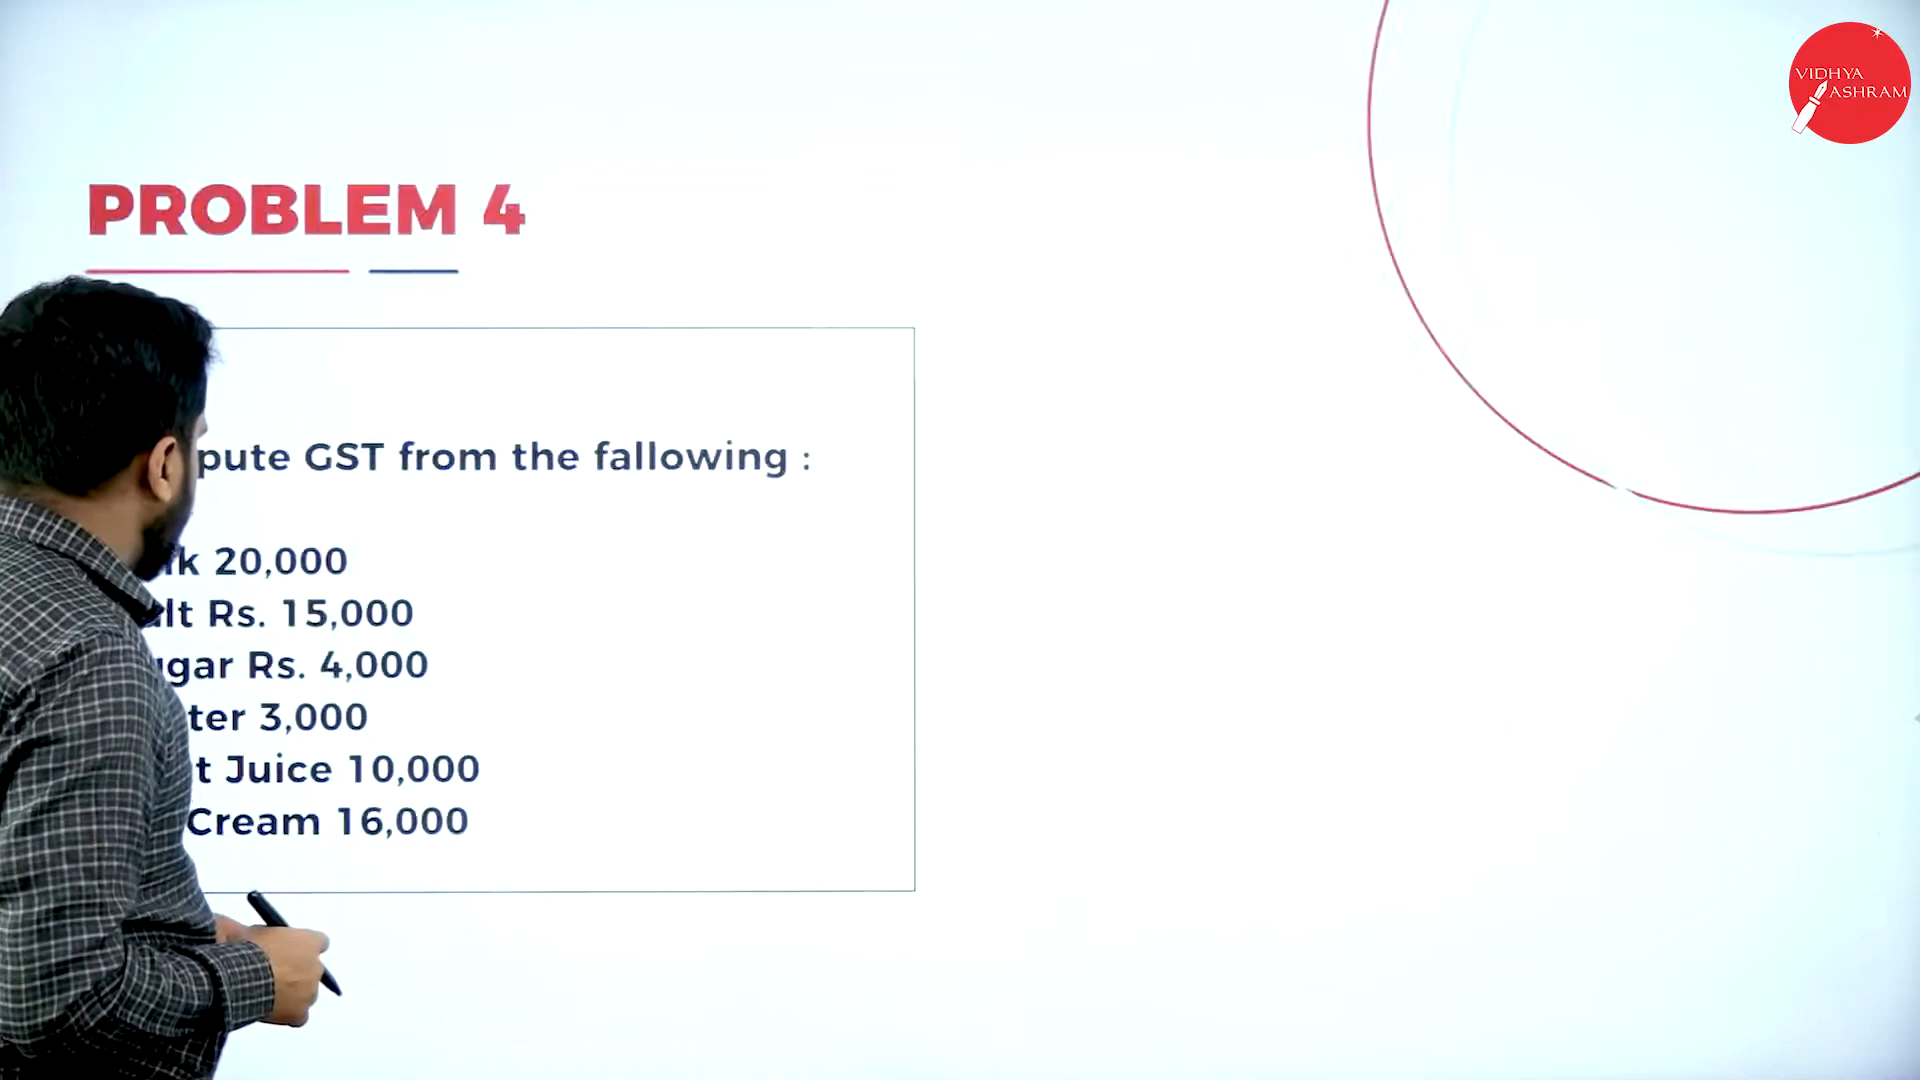 VIDHYA
ASHRAM
PROBLEM 4
pute GST from the fallowing :
lk 20,000
lt Rs. 15,000
gar Rs. 4,000
ter 3,000
t Juice 10,000
Cream 16,000